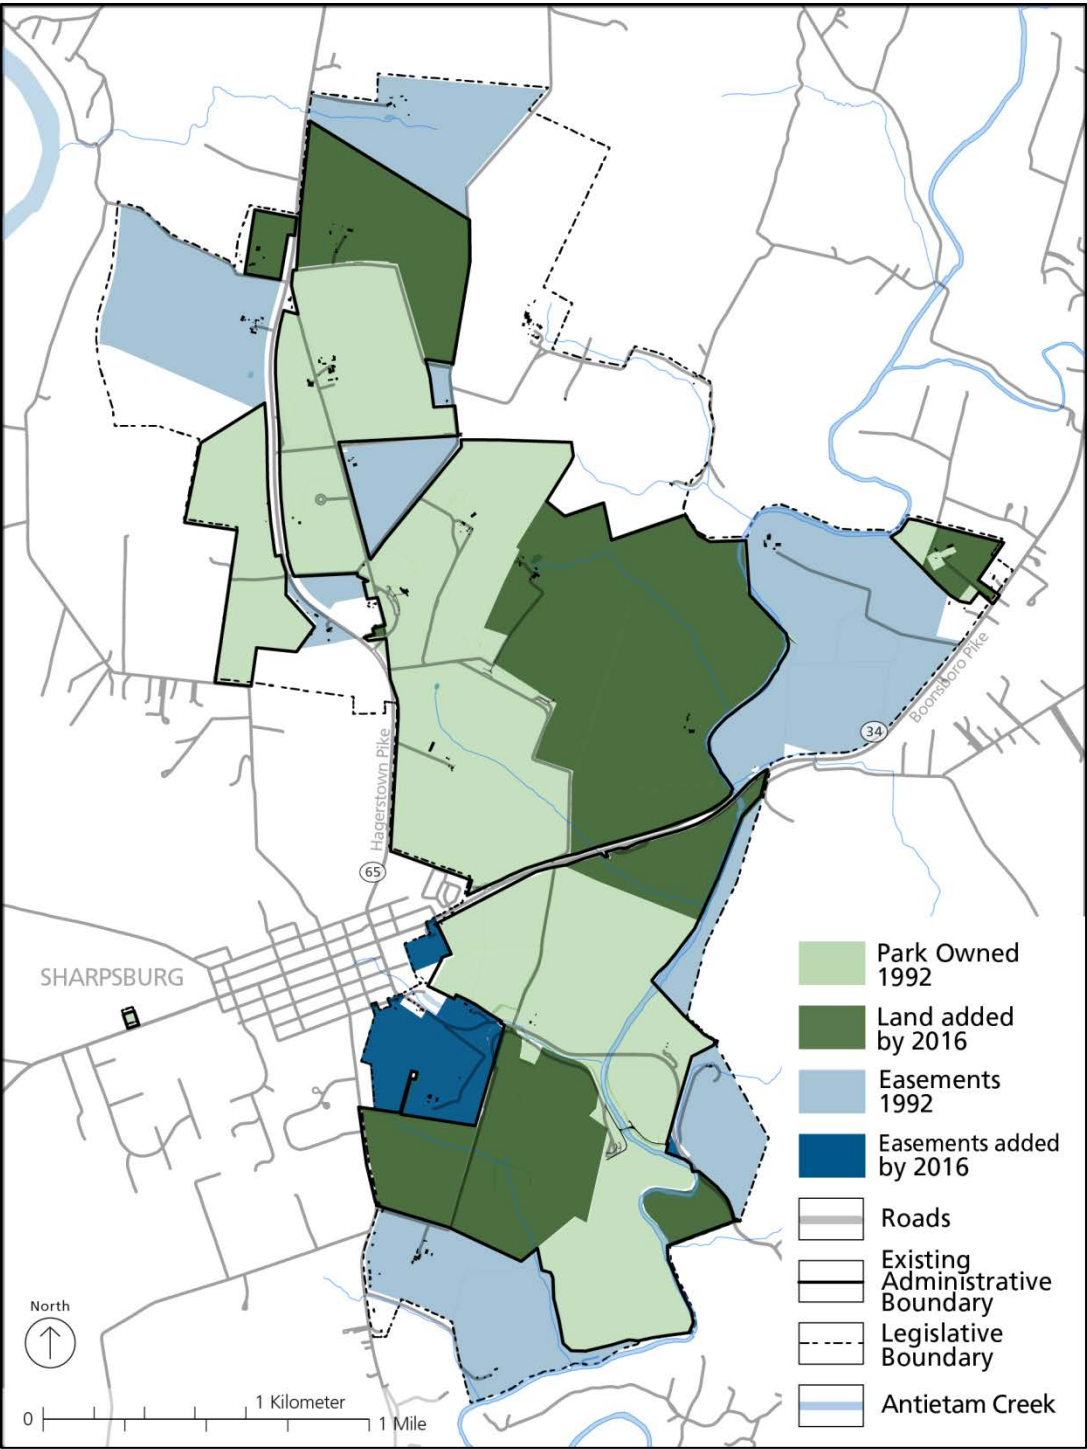 Hagerstown Pike
65
34
Boonsboro Pike
SHARPSBURG
Park Owned
1992
Land added
by 2016
Easements
1992
Easements added
by 2016
Roads
Existing
Administrative
Boundary
Legislative
Boundary
Antietam Creek
North
1 Kilometer
0
1 Mile